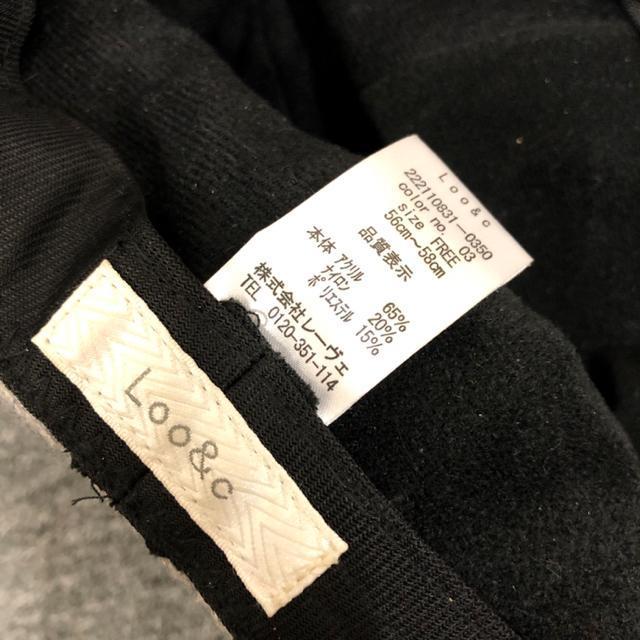 Loo&c
222110631-0350
color no. 03
size FREE
56cm~58cm
品質表示
本体 アクリル 65%
ナイロン 20%
ポリエステル 15%
株式会社レーヴェ
TEL 0120-351-114
Loo&c